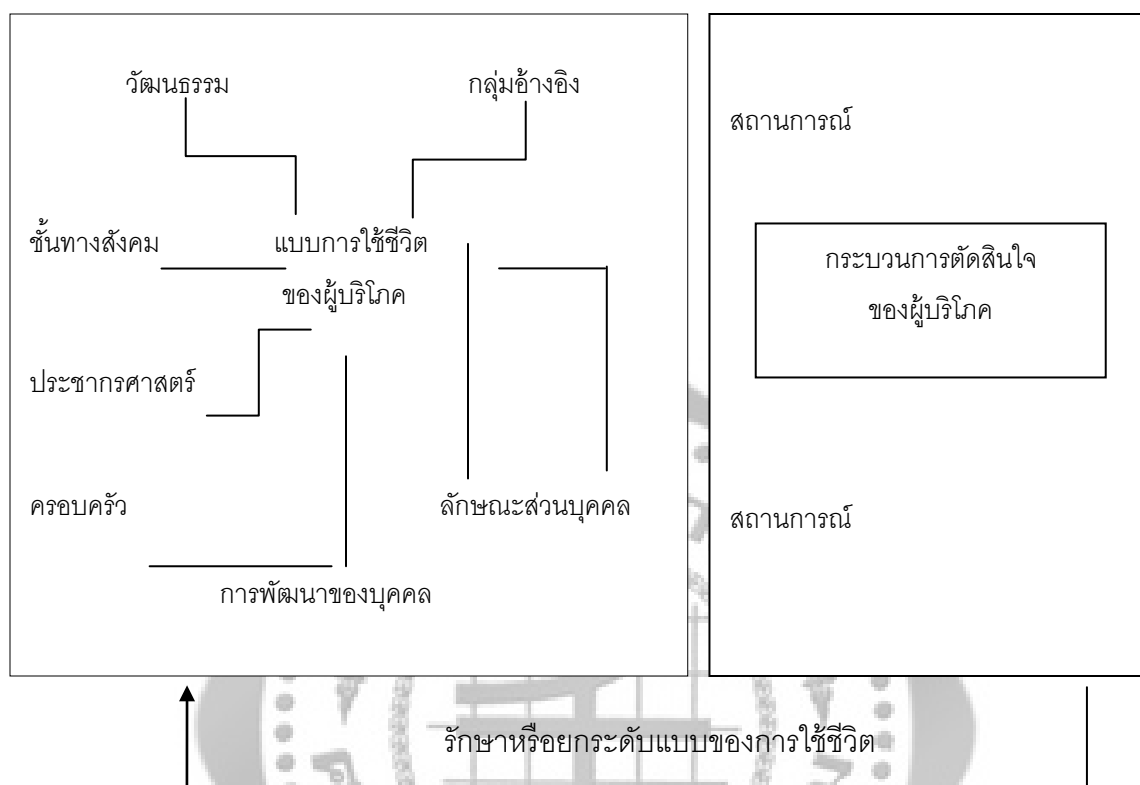 วัฒนธรรม
กลุ่มอ้างอิง
ชั้นทางสังคม
แบบการใช้ชีวิต
ของผู้บริโภค
ประชากรศาสตร์
ครอบครัว
ลักษณะส่วนบุคคล
การพัฒนาของบุคคล
สถานการณ์
กระบวนการตัดสินใจ
ของผู้บริโภค
สถานการณ์
รักษาหรือยกระดับแบบของการใช้ชีวิต